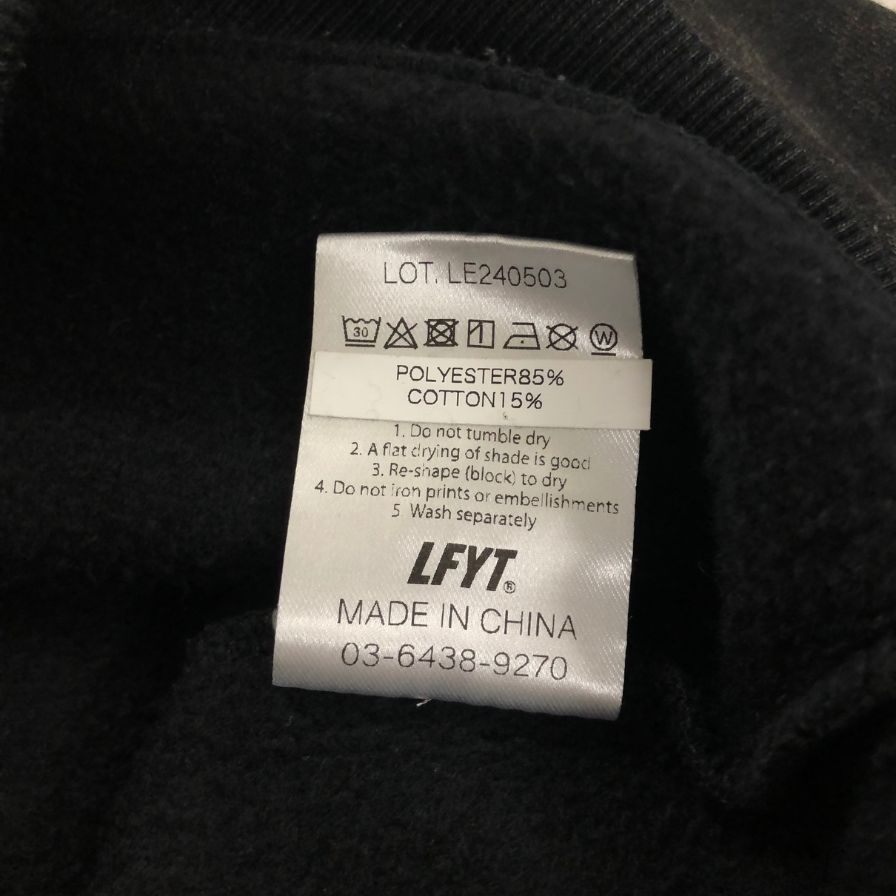 LOT. LE240503
30
W
POLYESTER85%
COTTON15%
1. Do not tumble dry
2. A flat drying of shade is good
3. Re-shape (block) to dry
4. Do not iron prints or embellishments
5. Wash separately
LFYT®
MADE IN CHINA
03-6438-9270